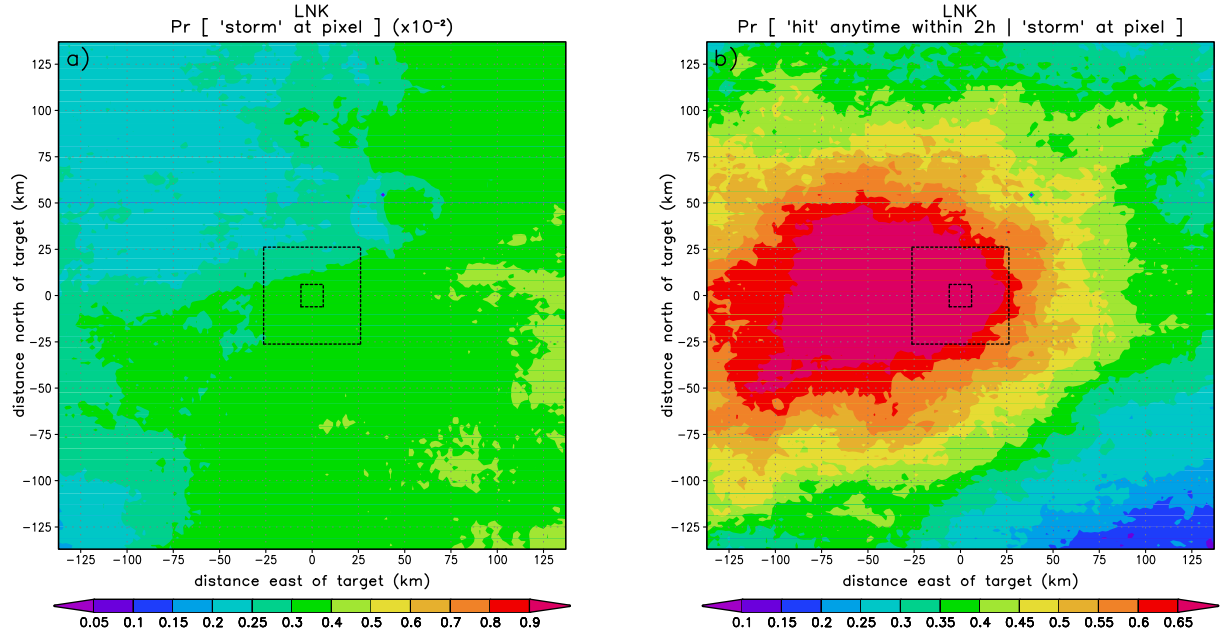 LNK
Pr [ 'storm' at pixel ] (x10⁻²)
a)
125
100
75
50
25
0
−25
−50
−75
−100
−125
distance north of target (km)
−125 −100 −75 −50 −25 0 25 50 75 100 125
distance east of target (km)
0.05 0.1 0.15 0.2 0.25 0.3 0.4 0.5 0.6 0.7 0.8 0.9
LNK
Pr [ 'hit' anytime within 2h | 'storm' at pixel ]
b)
125
100
75
50
25
0
−25
−50
−75
−100
−125
distance north of target (km)
−125 −100 −75 −50 −25 0 25 50 75 100 125
distance east of target (km)
0.1 0.15 0.2 0.25 0.3 0.35 0.4 0.45 0.5 0.55 0.6 0.65